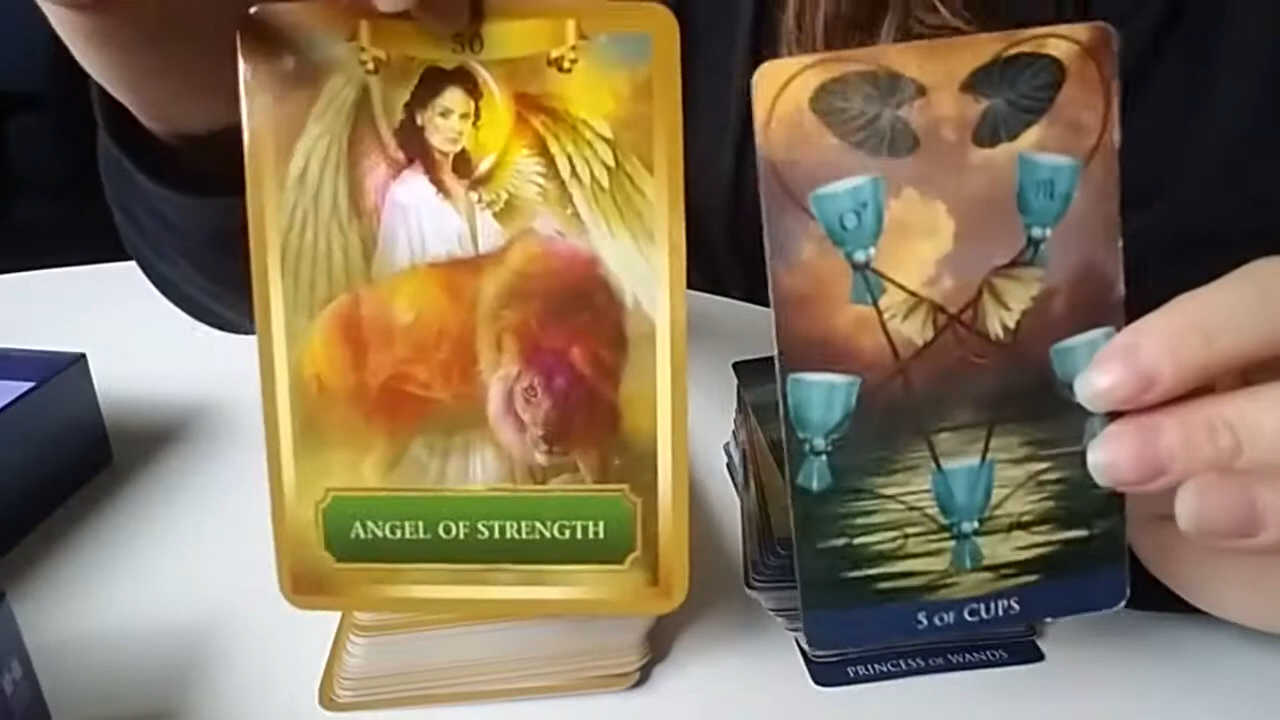 50
ANGEL OF STRENGTH
♂
♏
5 OF CUPS
PRINCESS OF WANDS